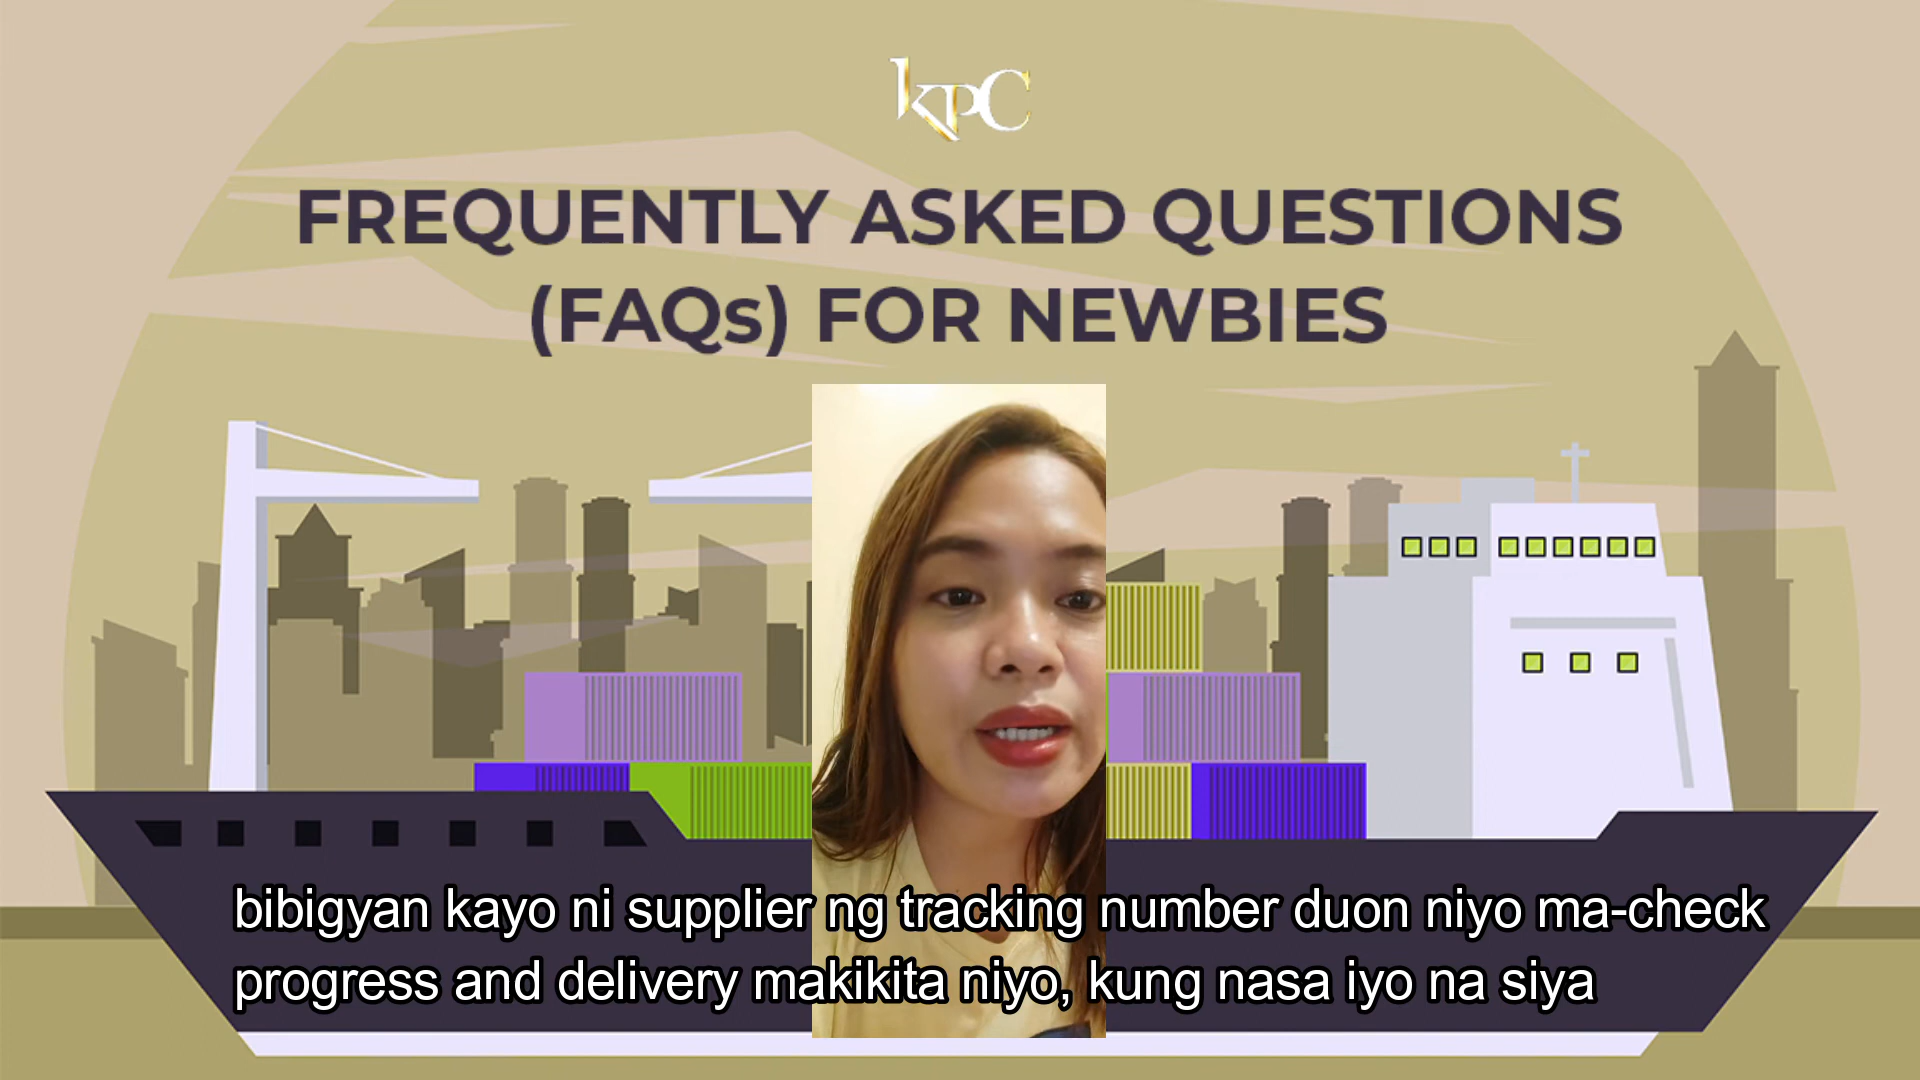 KPC
FREQUENTLY ASKED QUESTIONS
(FAQs) FOR NEWBIES
bibigyan kayo ni supplier ng tracking number duon niyo ma-check
progress and delivery makikita niyo, kung nasa iyo na siya